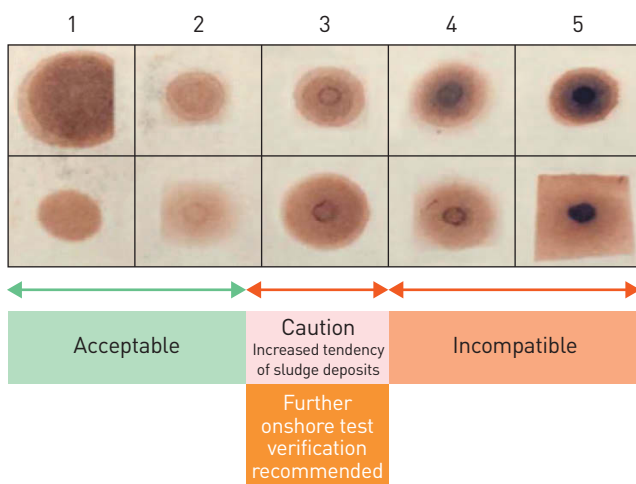 1 2 3 4 5
Acceptable
Caution
Increased tendency
of sludge deposits
Incompatible
Further
onshore test
verification
recommended